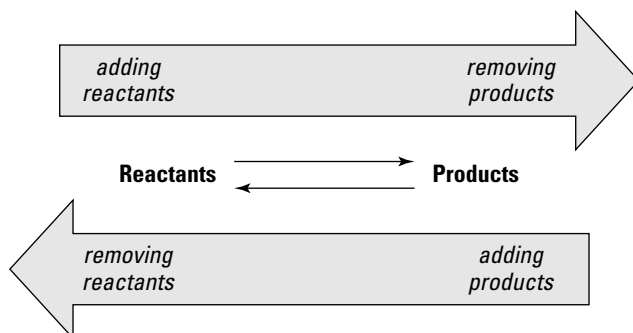 adding
reactants
removing
products
Reactants
Products
removing
reactants
adding
products